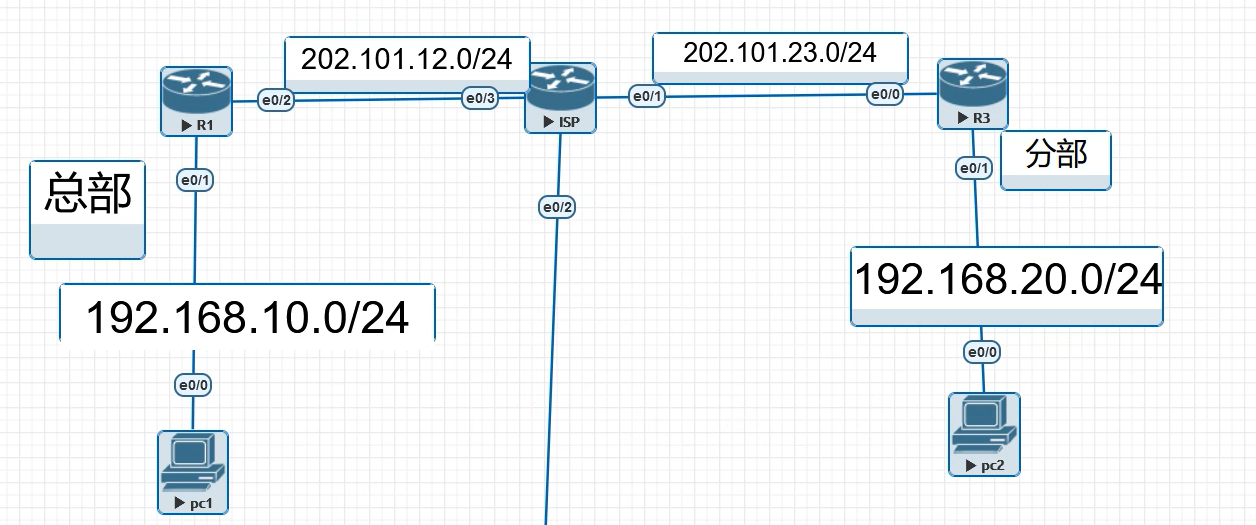 202.101.12.0/24
202.101.23.0/24
e0/2
e0/3
e0/1
e0/0
R1
ISP
R3
分部
e0/1
e0/1
总部
e0/2
192.168.10.0/24
192.168.20.0/24
e0/0
e0/0
pc1
pc2